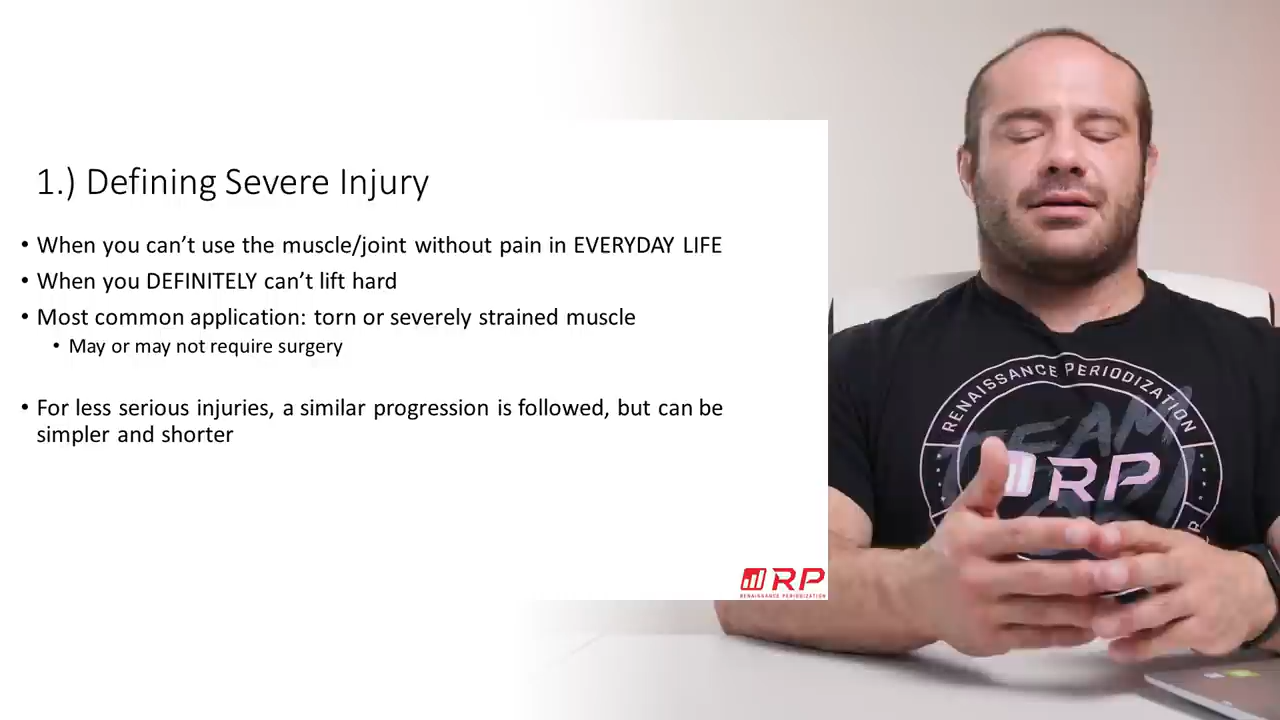 1.) Defining Severe Injury
• When you can't use the muscle/joint without pain in EVERYDAY LIFE
• When you DEFINITELY can't lift hard
• Most common application: torn or severely strained muscle
• May or may not require surgery
• For less serious injuries, a similar progression is followed, but can be
simpler and shorter
RP
RENAISSANCE PERIODIZATION
RENAISSANCE PERIODIZATION
TEAM
RP